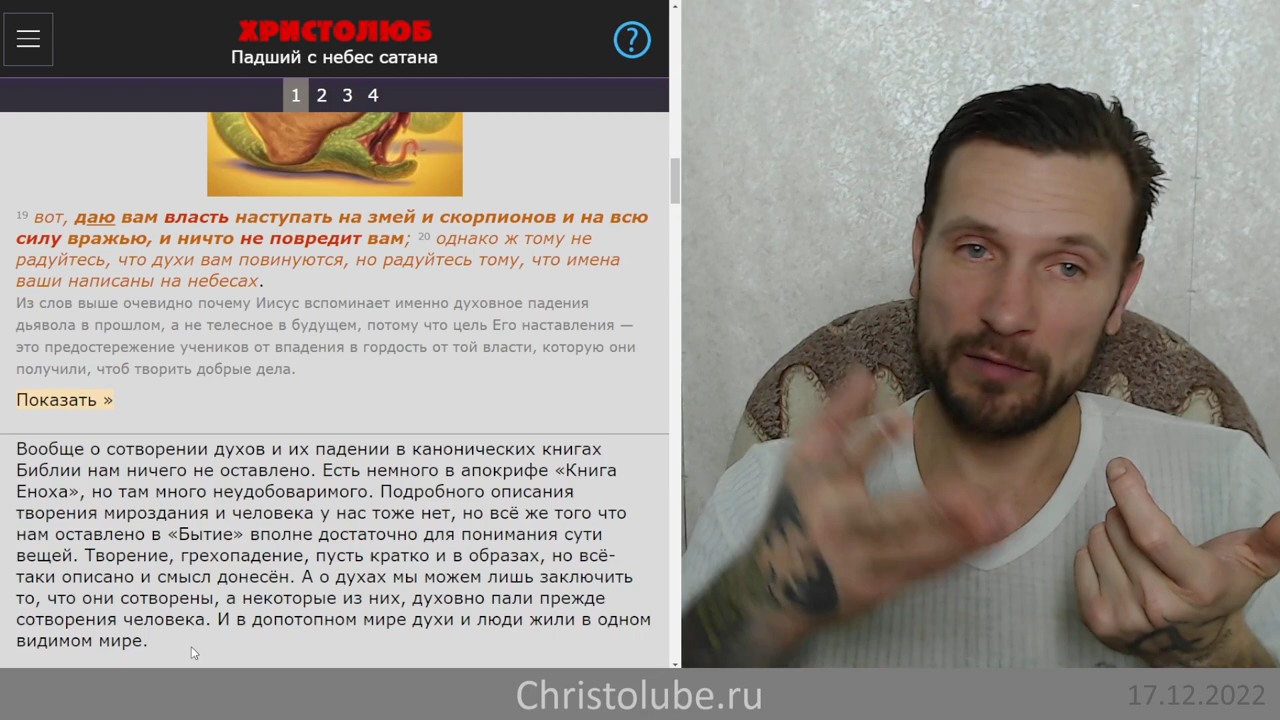 ХРИСТОЛЮБ
Падший с небес сатана
?
1 2 3 4
19 вот, даю вам власть наступать на змей и скорпионов и на всю
силу вражью, и ничто не повредит вам; 20 однако ж тому не
радуйтесь, что духи вам повинуются, но радуйтесь тому, что имена
ваши написаны на небесах.
Из слов выше очевидно почему Иисус вспоминает именно духовное падения
дьявола в прошлом, а не телесное в будущем, потому что цель Его наставления —
это предостережение учеников от впадения в гордость от той власти, которую они
получили, чтоб творить добрые дела.
Показать »
Вообще о сотворении духов и их падении в канонических книгах
Библии нам ничего не оставлено. Есть немного в апокрифе «Книга
Еноха», но там много неудобоваримого. Подробного описания
творения мироздания и человека у нас тоже нет, но всё же того что
нам оставлено в «Бытие» вполне достаточно для понимания сути
вещей. Творение, грехопадение, пусть кратко и в образах, но всё-
таки описано и смысл донесён. А о духах мы можем лишь заключить
то, что они сотворены, а некоторые из них, духовно пали прежде
сотворения человека. И в допотопном мире духи и люди жили в одном
видимом мире.
Christolube.ru
17.12.2022